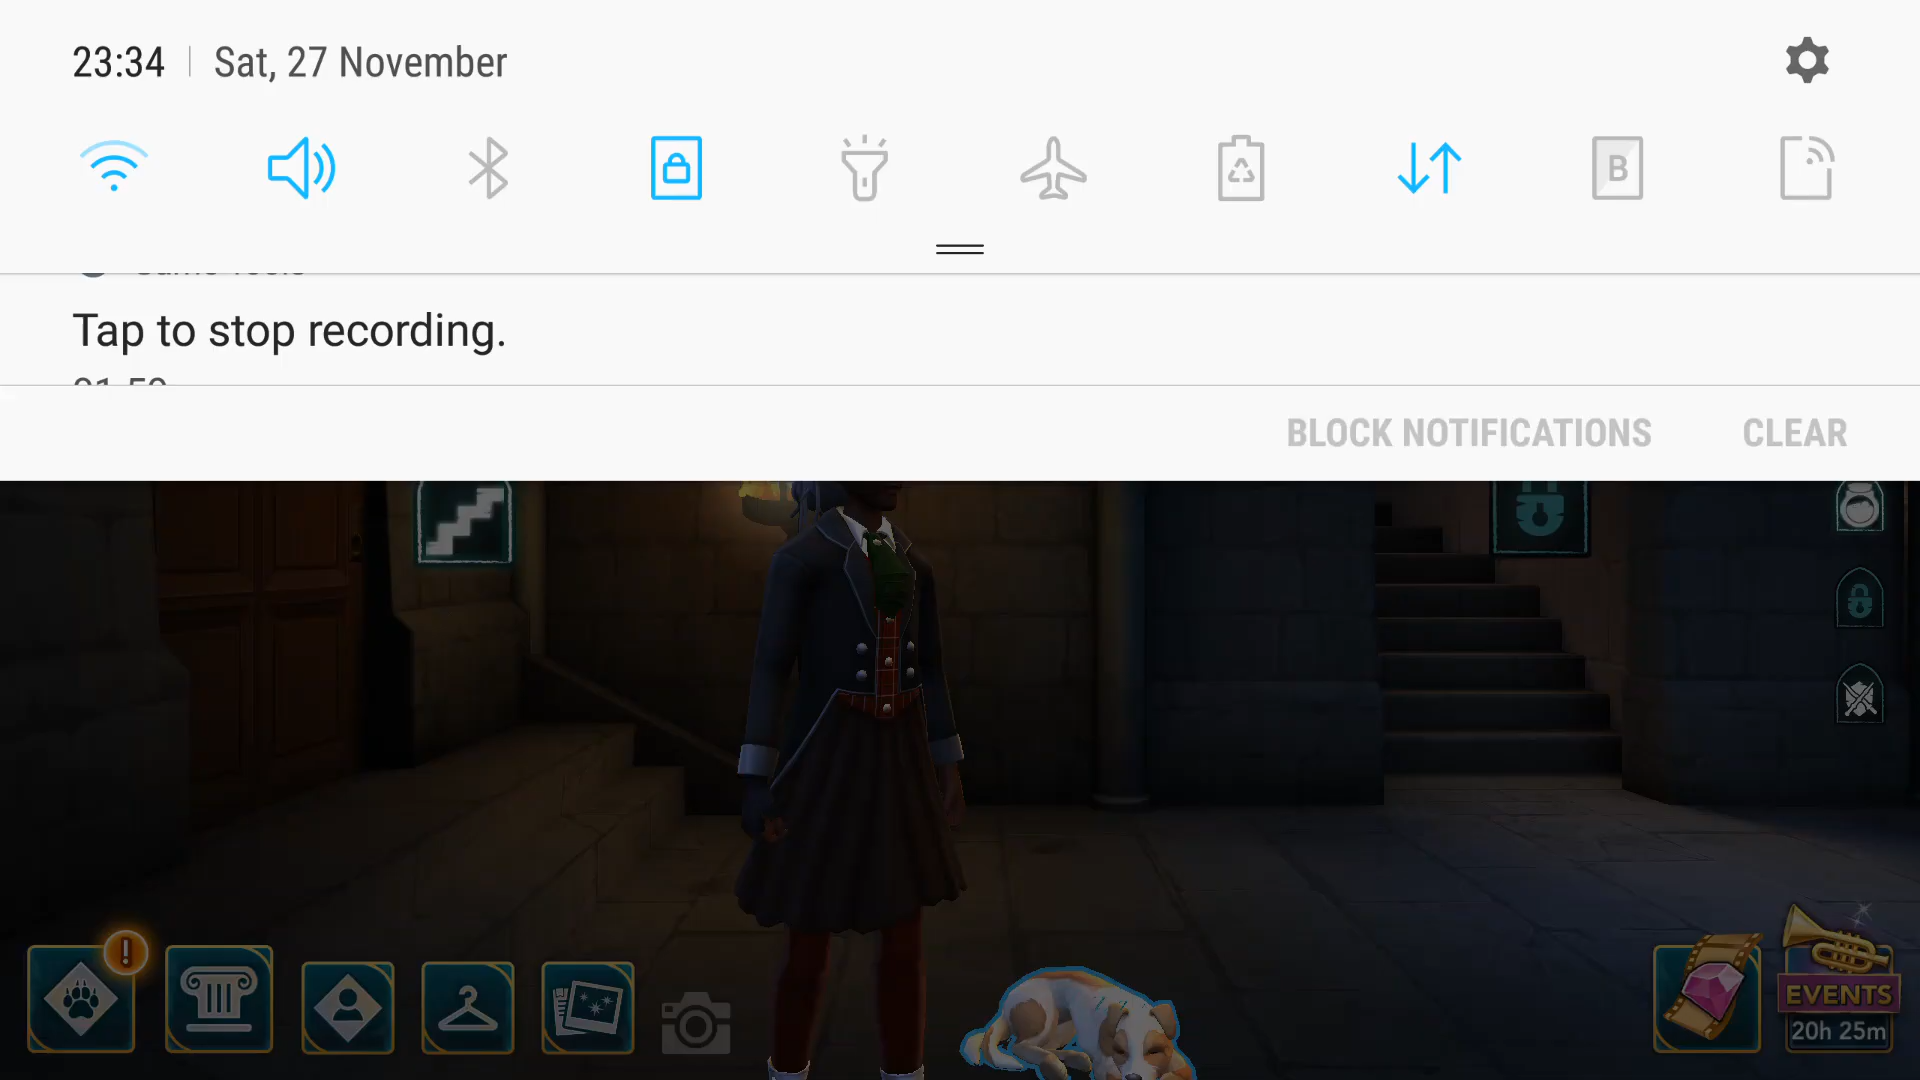 23:34 Sat, 27 November
B
Tap to stop recording.
BLOCK NOTIFICATIONS CLEAR
!
EVENTS
20h 25m